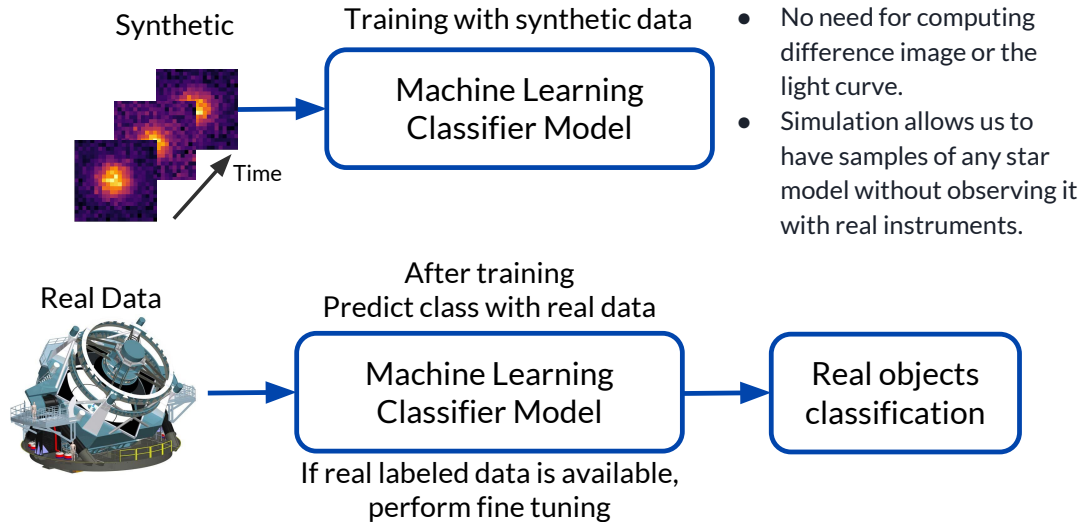 Synthetic
Time
Training with synthetic data
Machine Learning
Classifier Model
● No need for computing
difference image or the
light curve.
● Simulation allows us to
have samples of any star
model without observing it
with real instruments.
Real Data
After training
Predict class with real data
Machine Learning
Classifier Model
If real labeled data is available,
perform fine tuning
Real objects
classification